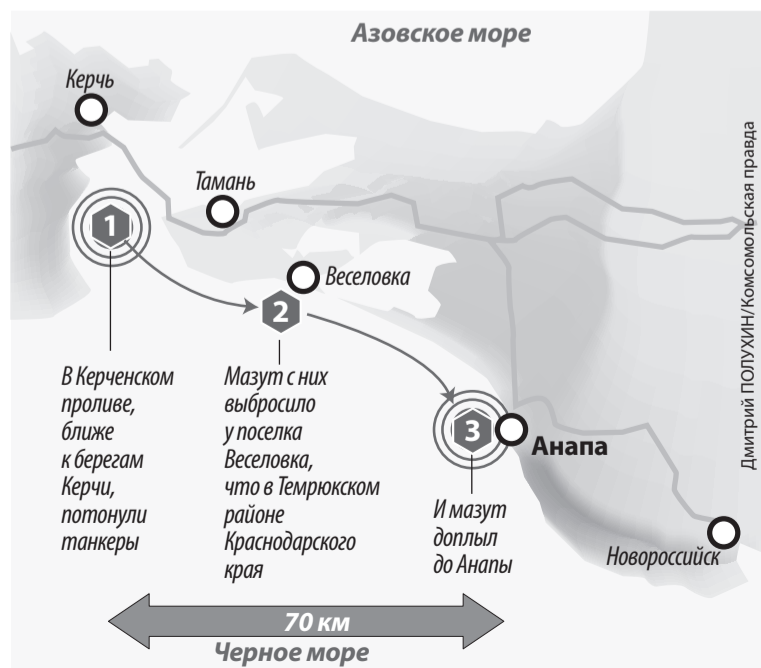 Азовское море
Керчь
Тамань
1
Веселовка
2
В Керченском
проливе,
ближе
к берегам
Керчи,
потонули
танкеры
Мазут с них
выбросило
у поселка
Веселовка,
что в Темрюкском
районе
Краснодарского
края
3
Анапа
И мазут
доплыл
до Анапы
Новороссийск
70 км
Черное море
Дмитрий ПОЛУХИН/Комсомольская правда